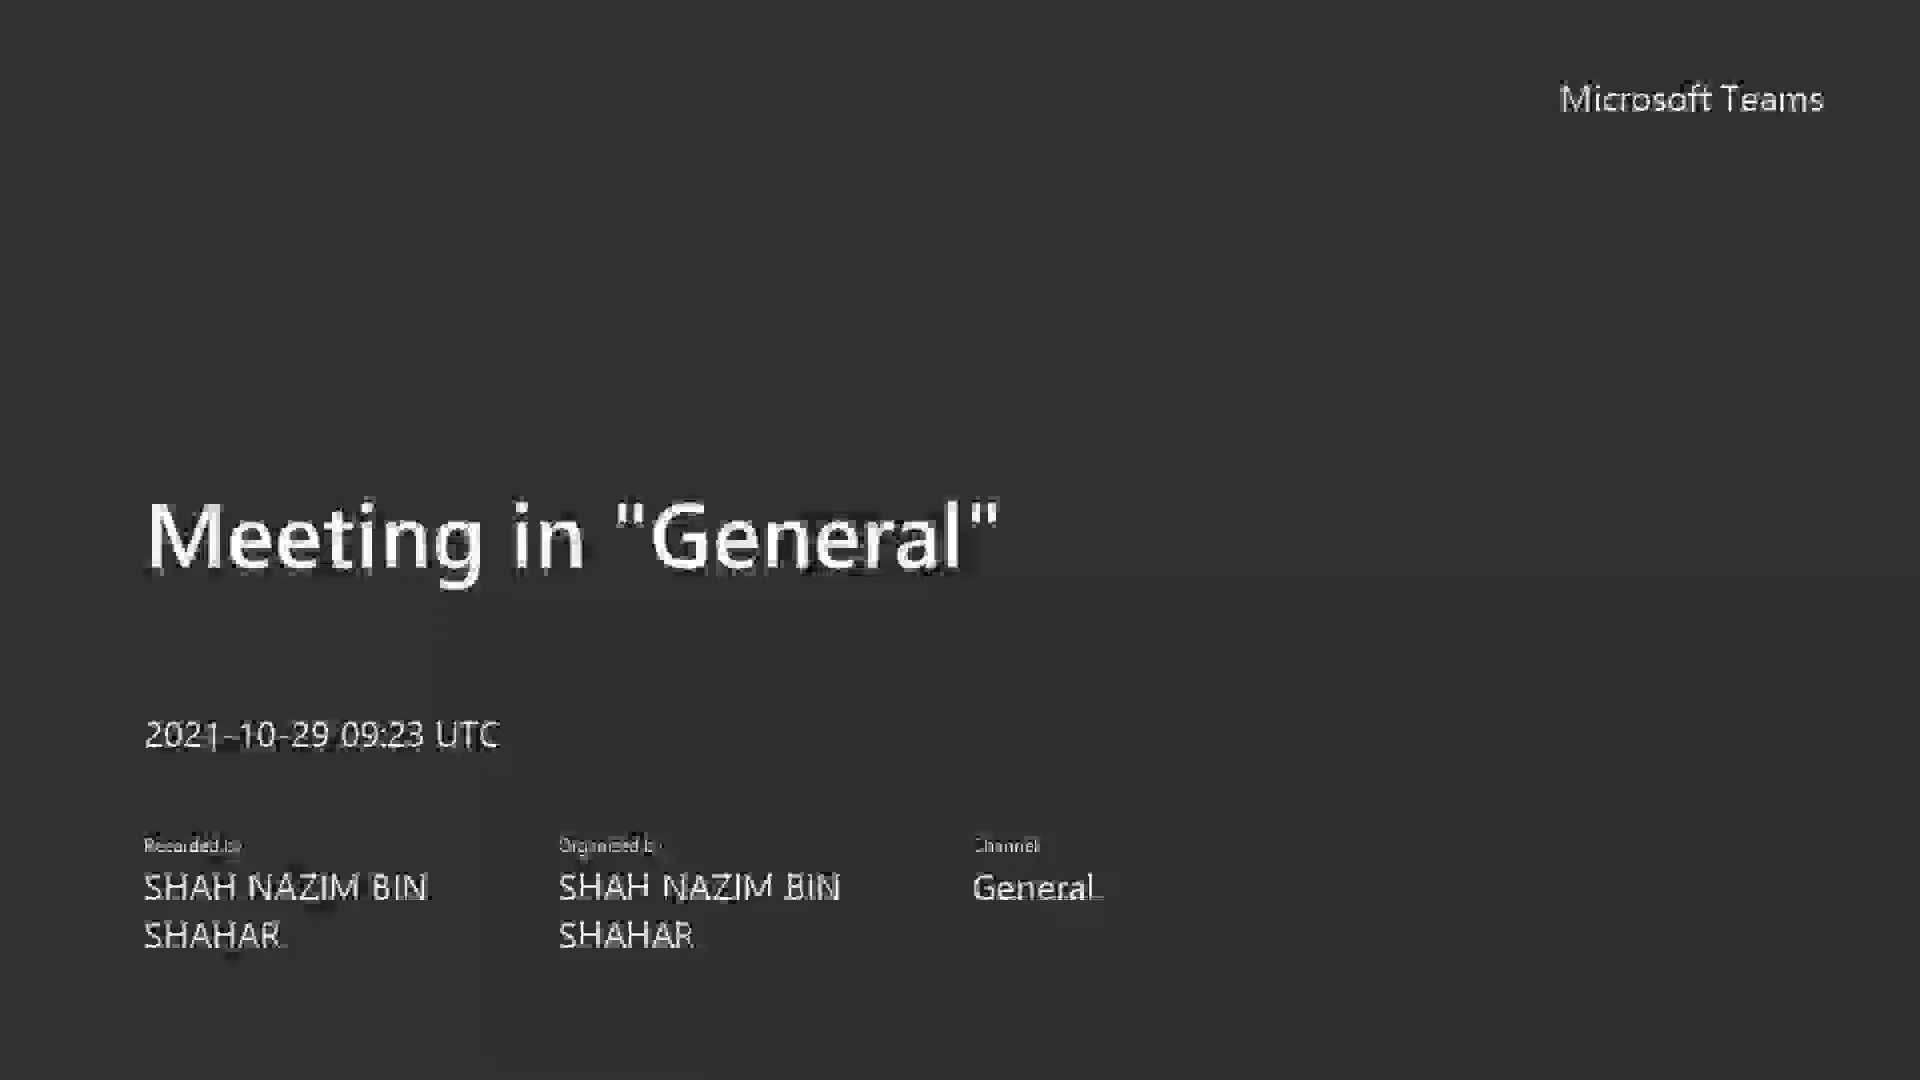 Microsoft Teams
Meeting in "General"
2021-10-29 09:23 UTC
Recorded by
Organized by
Channel
SHAH NAZIM BIN
SHAHAR
SHAH NAZIM BIN
SHAHAR
General